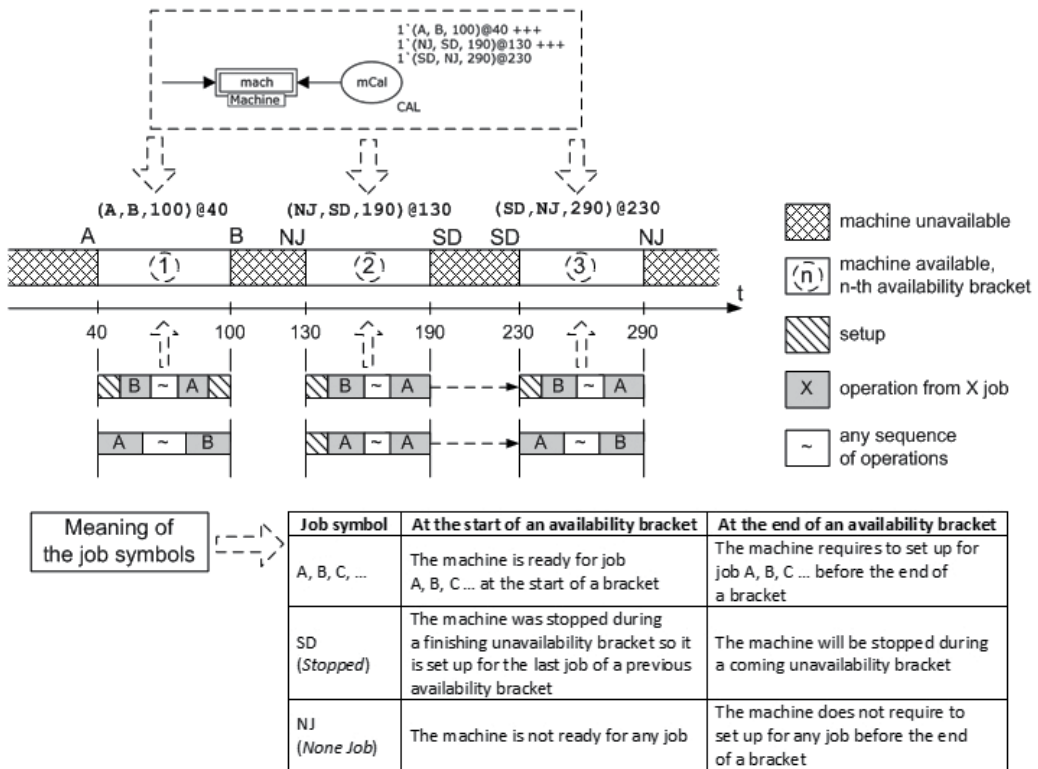 1`(A, B, 100)@40 +++
1`(NJ, SD, 190)@130 +++
1`(SD, NJ, 290)@230
mach
Machine
mCal
CAL
(A,B,100)@40
(NJ,SD,190)@130
(SD,NJ,290)@230
A
B
NJ
SD
SD
NJ
1
2
3
t
40
100
130
190
230
290
B ~ A
B ~ A
B ~ A
A ~ B
A ~ A
A ~ B
machine unavailable
(n)
machine available,
n-th availability bracket
setup
X
operation from X job
~
any sequence
of operations
Meaning of
the job symbols
Job symbol
At the start of an availability bracket
At the end of an availability bracket
A, B, C, ...
The machine is ready for job
A, B, C ... at the start of a bracket
The machine requires to set up for
job A, B, C ... before the end of
a bracket
SD
(Stopped)
The machine was stopped during
a finishing unavailability bracket so it
is set up for the last job of a previous
availability bracket
The machine will be stopped during
a coming unavailability bracket
NJ
(None Job)
The machine is not ready for any job
The machine does not require to
set up for any job before the end
of a bracket